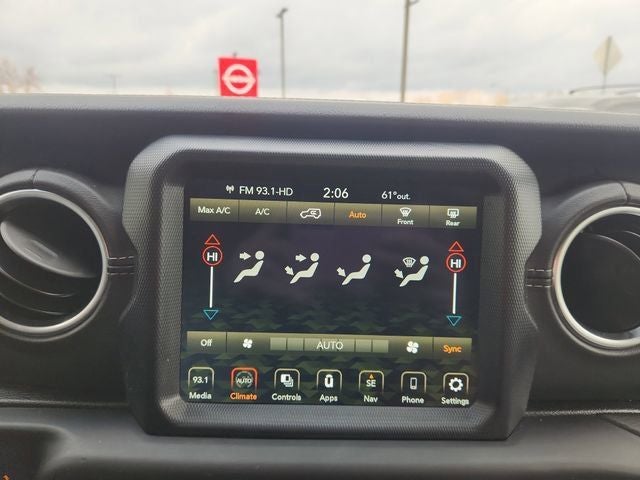 FM 93.1-HD 2:06 61°out.
Max A/C A/C Auto Front Rear
HI HI
Off AUTO Sync
93.1 AUTO SE
Media Climate Controls Apps Nav Phone Settings